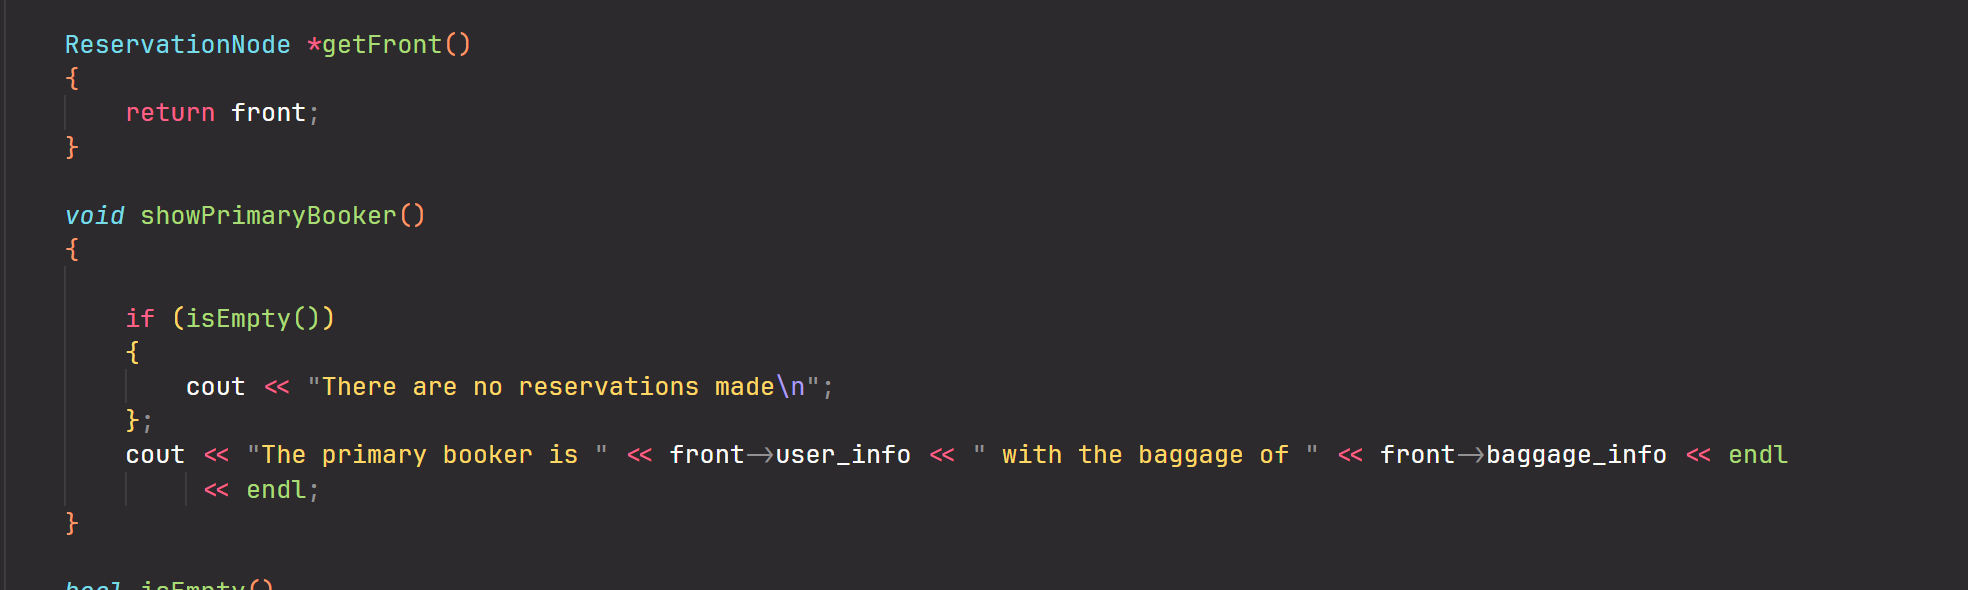 ReservationNode *getFront()
{
return front;
}
void showPrimaryBooker()
{
if (isEmpty())
{
cout << "There are no reservations made\n";
};
cout << "The primary booker is " << front->user_info << " with the baggage of " << front->baggage_info << endl
<< endl;
}
bool isEmpty()